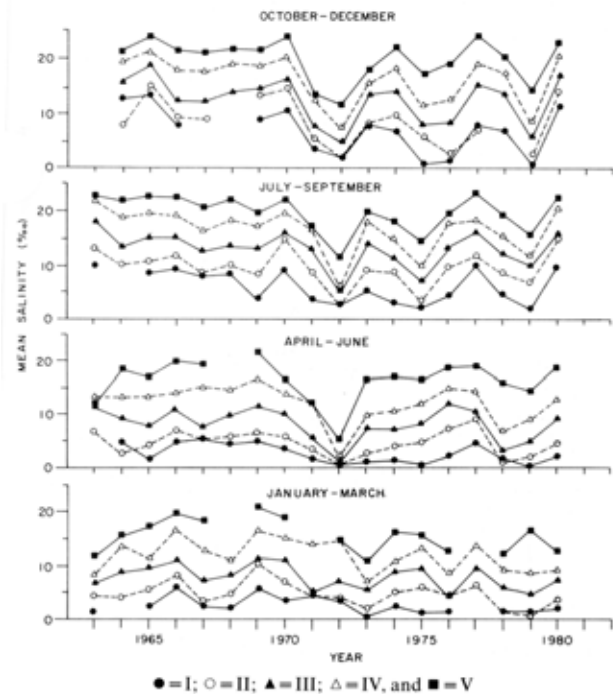 OCTOBER-DECEMBER
20
10
0
JULY-SEPTEMBER
20
10
0
MEAN SALINITY (‰)
APRIL-JUNE
20
10
0
JANUARY-MARCH
20
10
0
1965 1970 1975 1980
YEAR
●=I; ○=II; ▲=III; △=IV, and ■=V